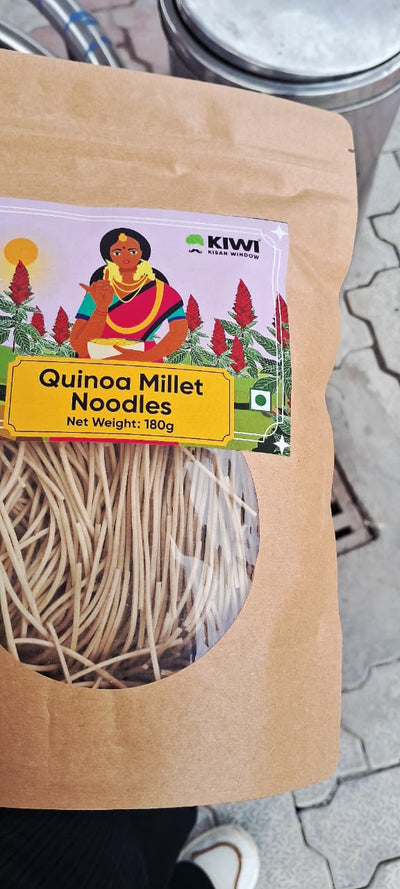 KIWI
KISAN WINDOW
Quinoa Millet
Noodles
Net Weight: 180g